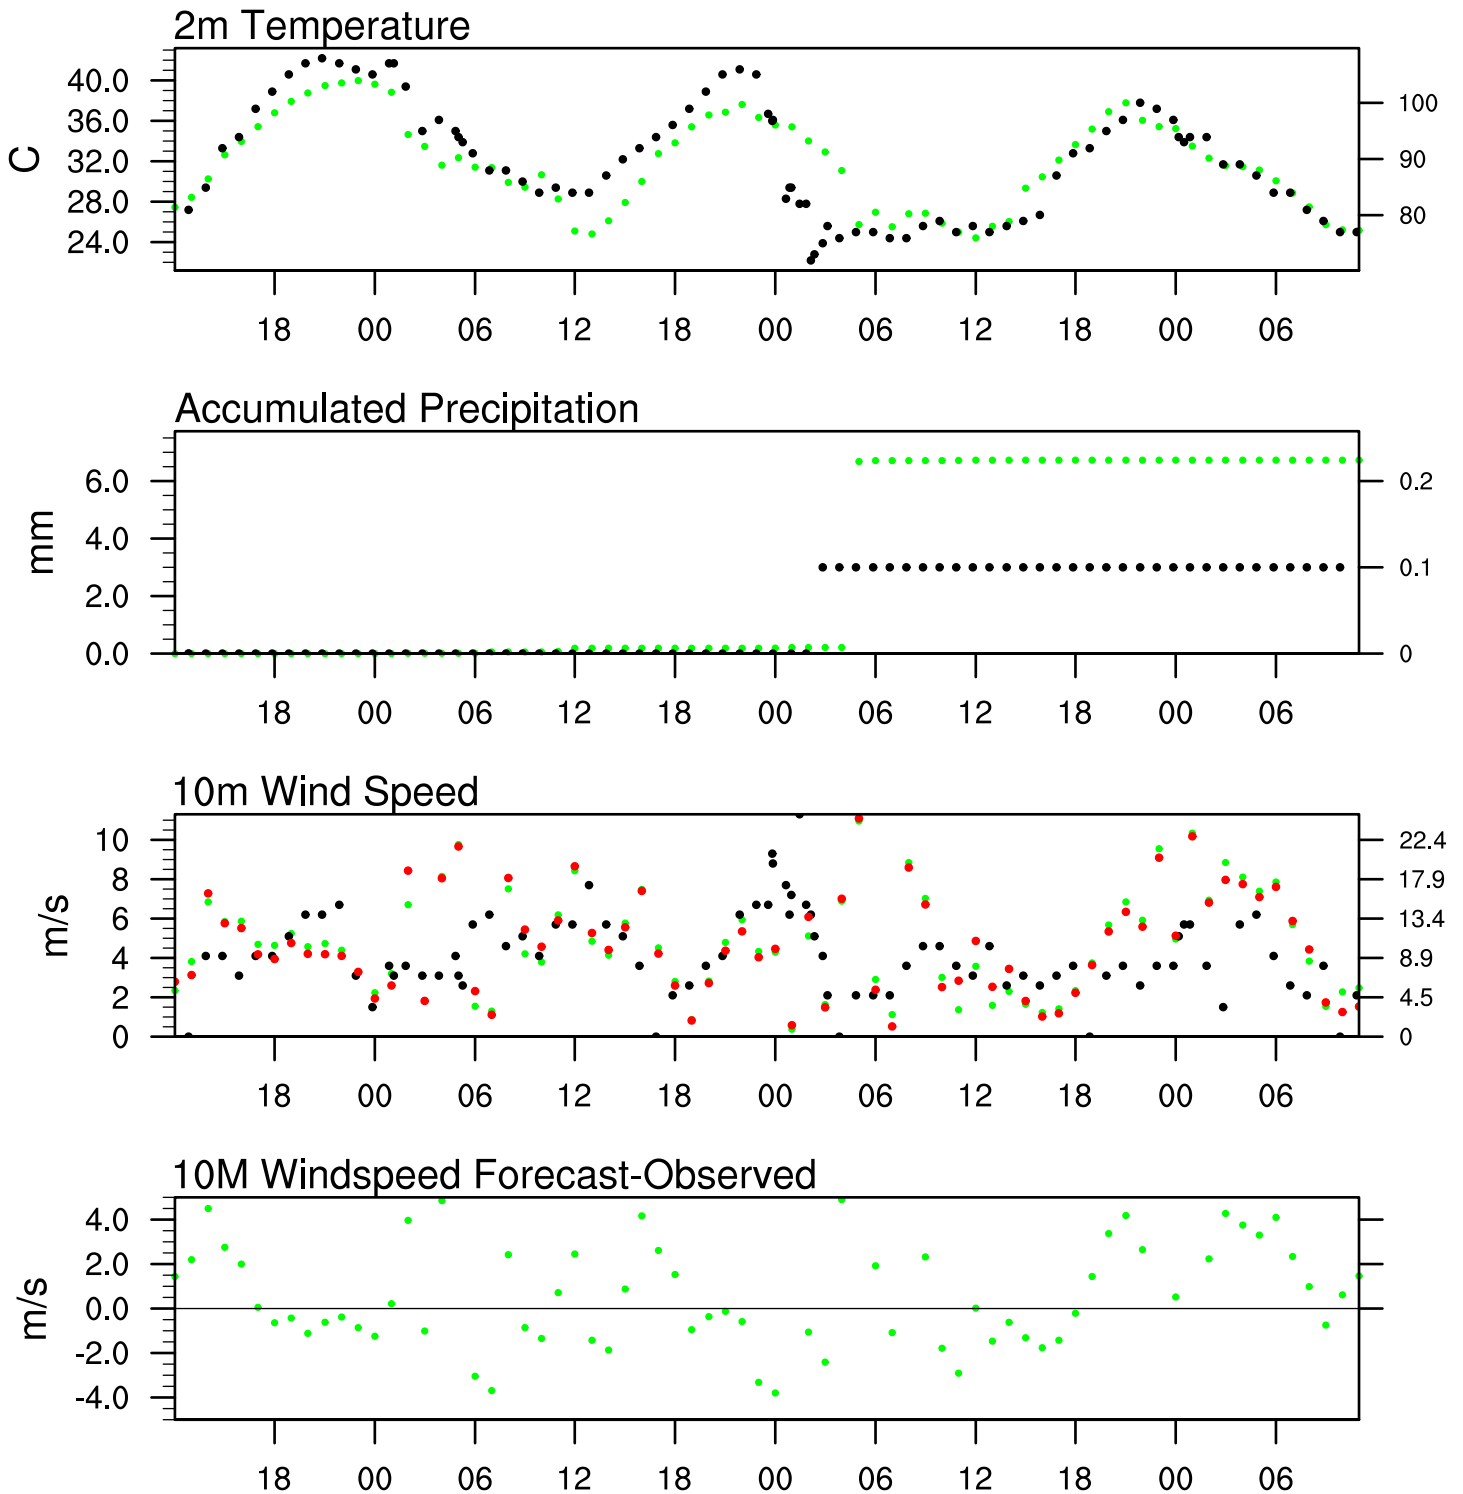 2m Temperature
40.0
36.0
32.0
28.0
24.0
C
100
90
80
18 00 06 12 18 00 06 12 18 00 06
Accumulated Precipitation
6.0
4.0
2.0
0.0
mm
0.2
0.1
0
18 00 06 12 18 00 06 12 18 00 06
10m Wind Speed
10
8
6
4
2
0
m/s
22.4
17.9
13.4
8.9
4.5
0
18 00 06 12 18 00 06 12 18 00 06
10M Windspeed Forecast-Observed
4.0
2.0
0.0
-2.0
-4.0
m/s
18 00 06 12 18 00 06 12 18 00 06